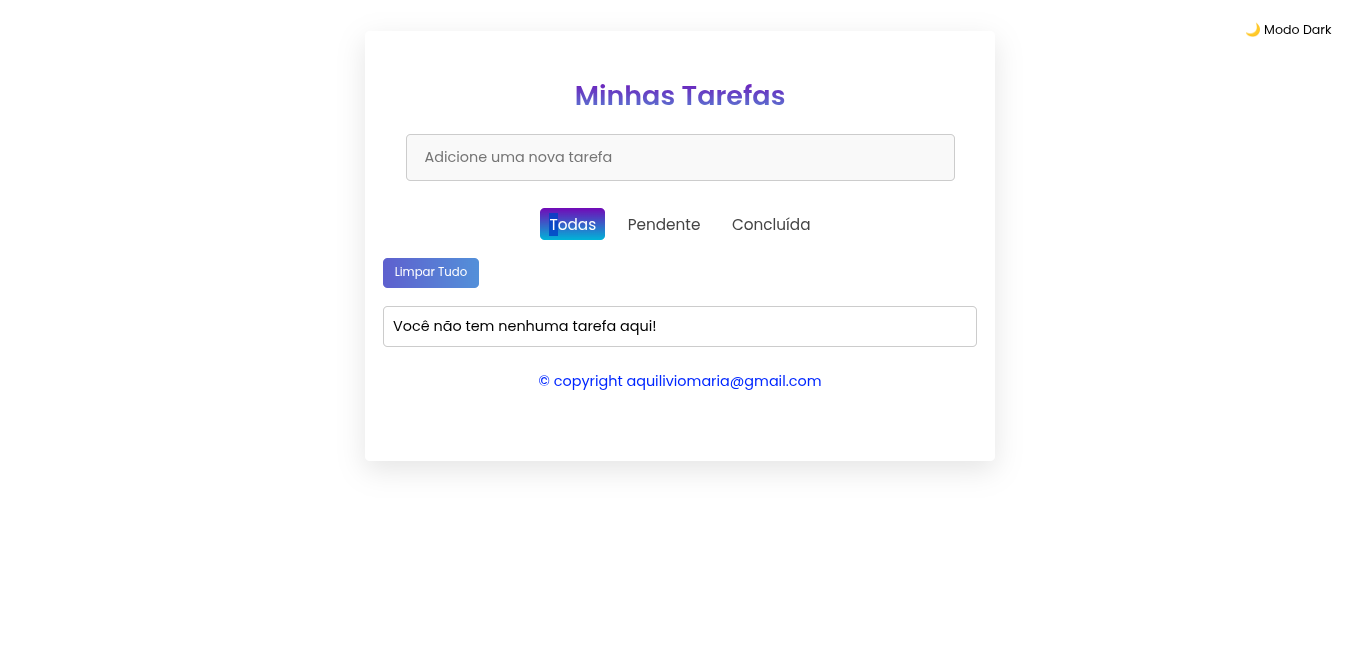 🌙 Modo Dark
Minhas Tarefas
Adicione uma nova tarefa
Todas Pendente Concluída
Limpar Tudo
Você não tem nenhuma tarefa aqui!
© copyright aquiliviomaria@gmail.com